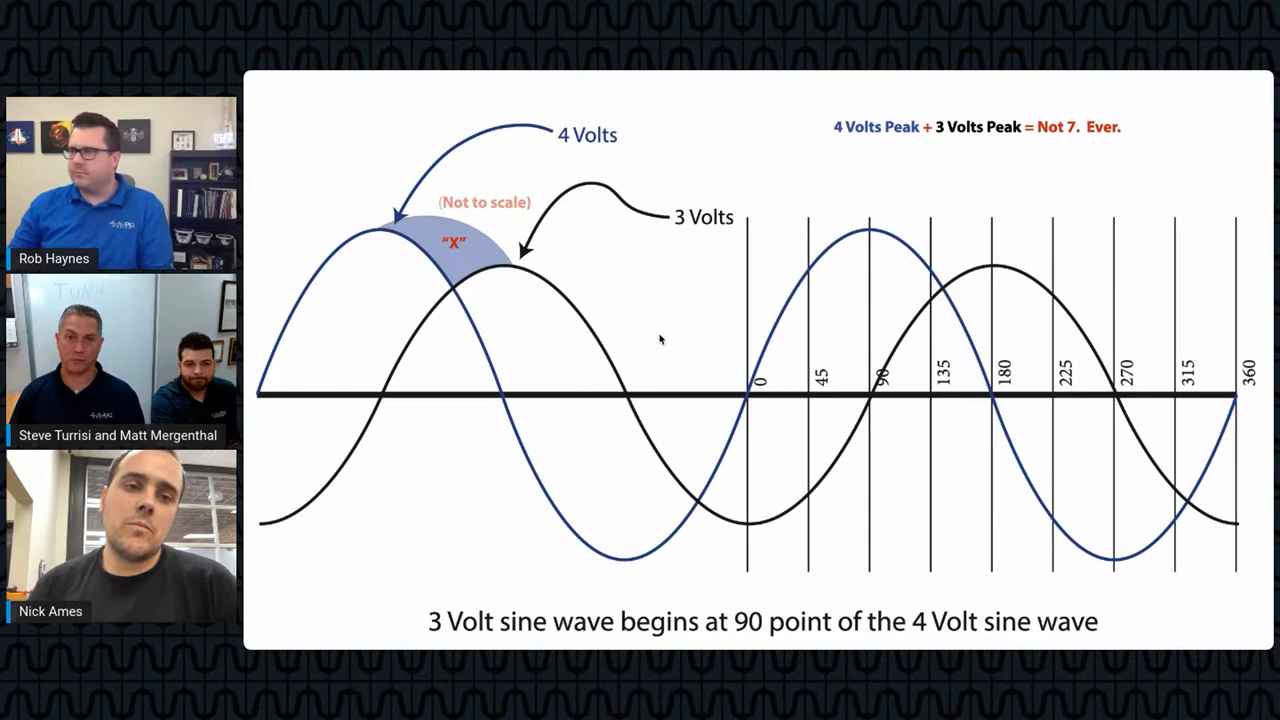 4 Volts
4 Volts Peak + 3 Volts Peak = Not 7. Ever.
(Not to scale)
3 Volts
"X"
Rob Haynes
TUNY
0
45
90
135
180
225
270
315
360
Steve Turrisi and Matt Mergenthal
Nick Ames
3 Volt sine wave begins at 90 point of the 4 Volt sine wave